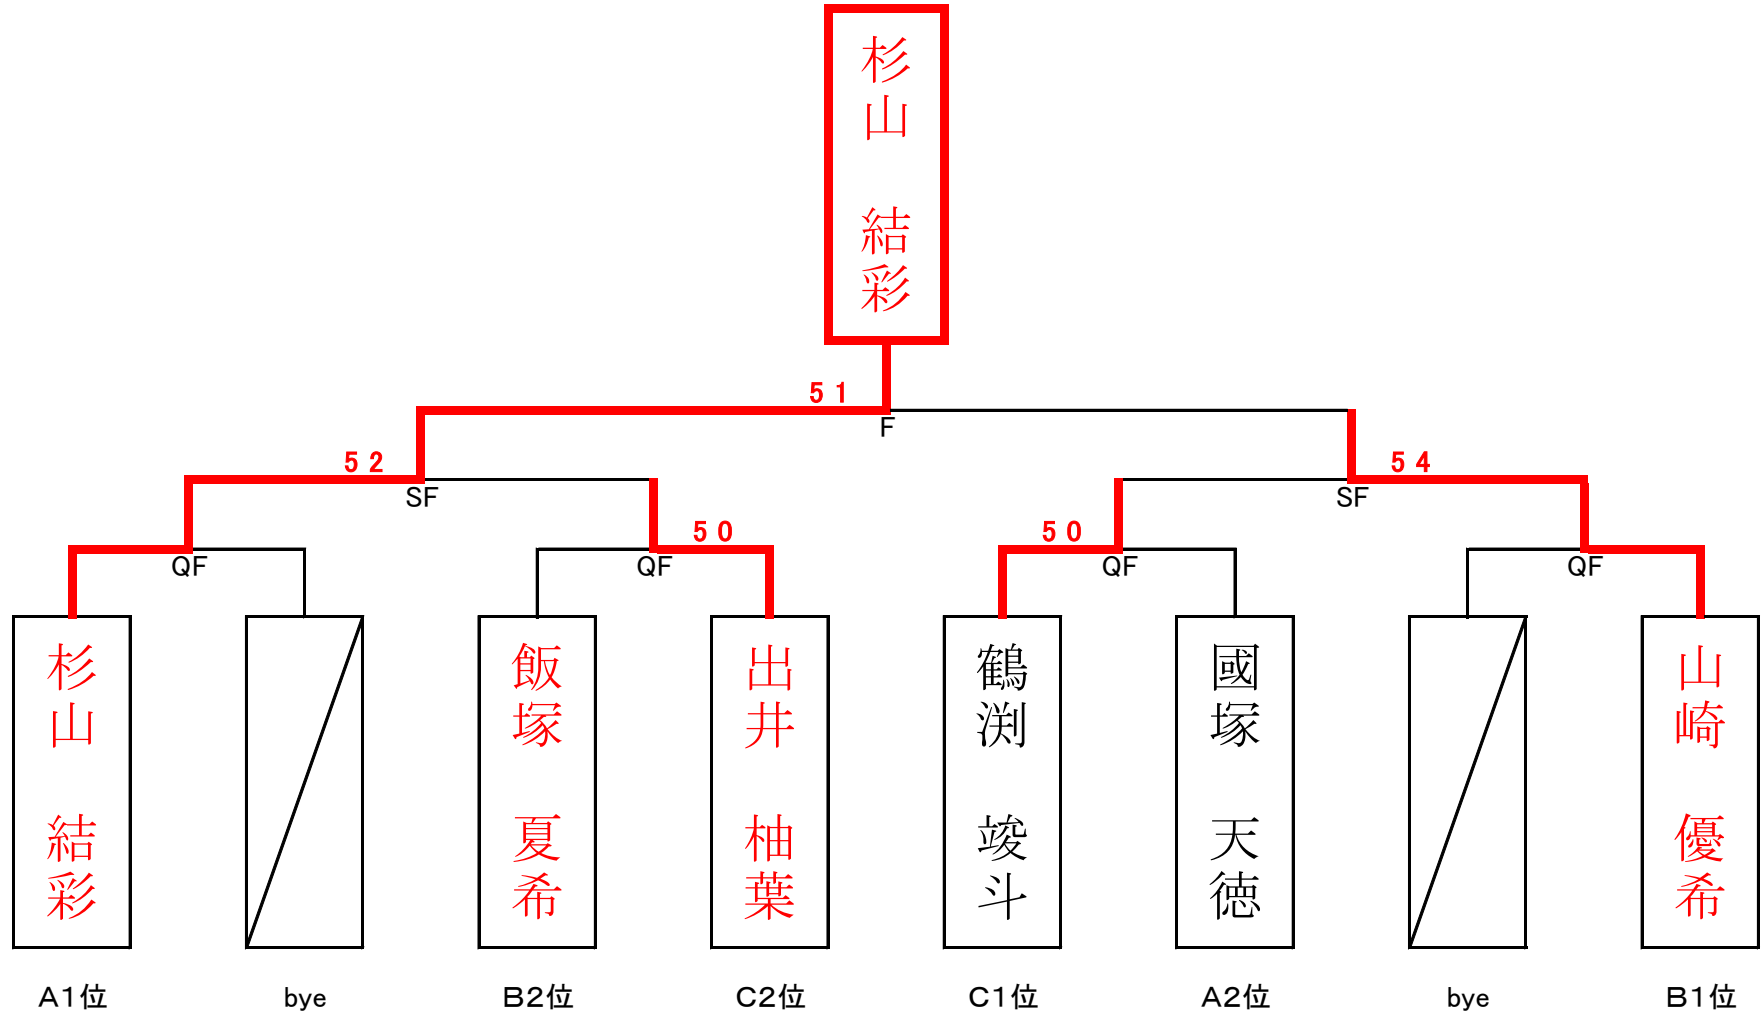 杉山 結彩
51
F
52
54
SF
SF
50
50
QF
QF
QF
QF
杉山 結彩
飯塚 夏希
出井 柚葉
鶴渕 竣斗
國塚 天徳
山崎 優希
A1位
bye
B2位
C2位
C1位
A2位
bye
B1位